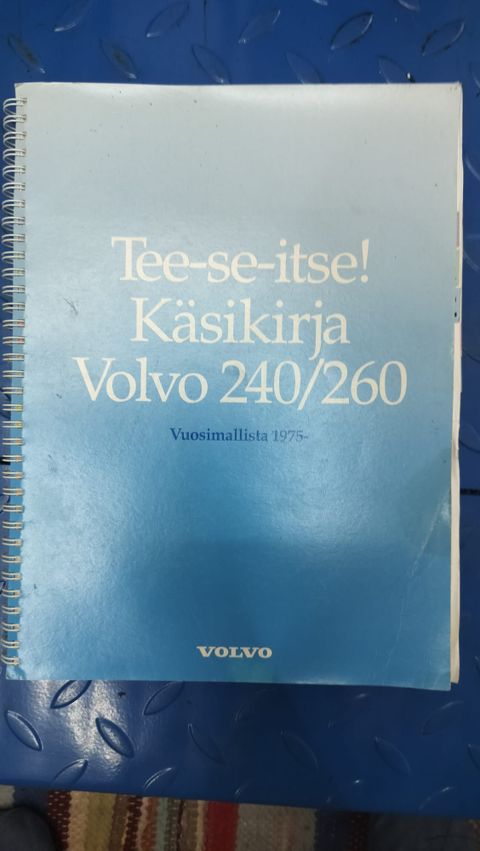 Tee-se-itse!
Käsikirja
Volvo 240/260
Vuosimallista 1975-
VOLVO